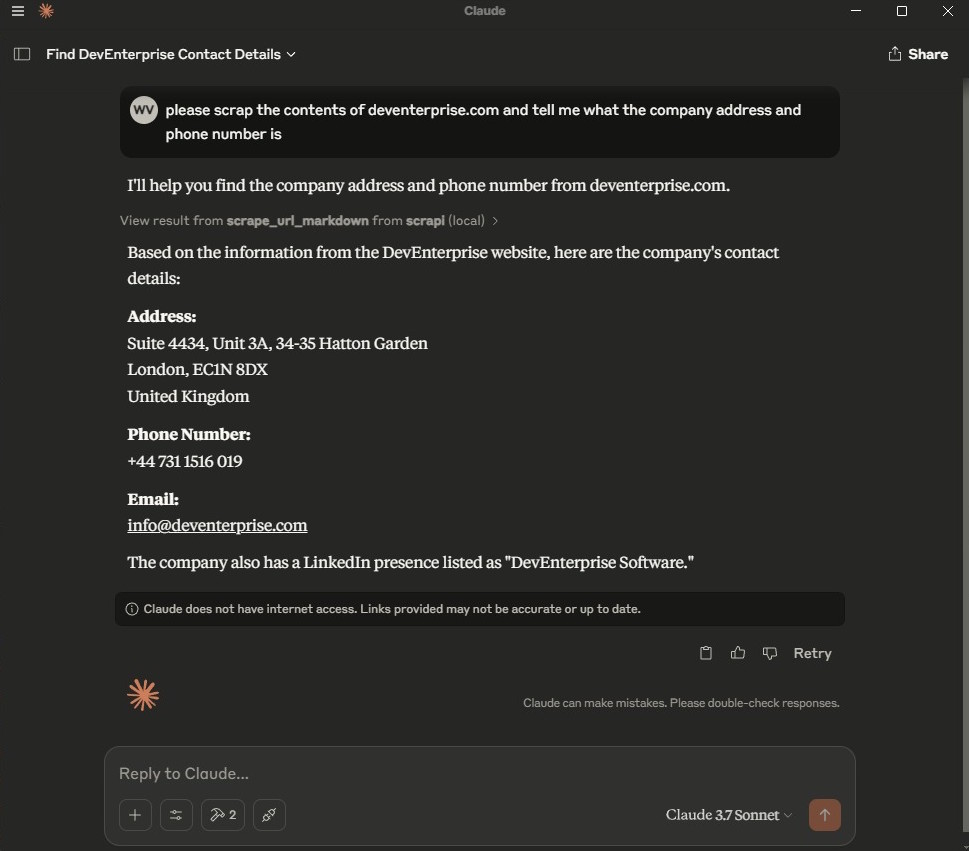 Claude
Find DevEnterprise Contact Details
Share
WV
please scrap the contents of deventerprise.com and tell me what the company address and
phone number is
I'll help you find the company address and phone number from deventerprise.com.
View result from scrape_url_markdown from scrapi (local)
Based on the information from the DevEnterprise website, here are the company's contact
details:
Address:
Suite 4434, Unit 3A, 34-35 Hatton Garden
London, EC1N 8DX
United Kingdom
Phone Number:
+44 731 1516 019
Email:
info@deventerprise.com
The company also has a LinkedIn presence listed as "DevEnterprise Software."
Claude does not have internet access. Links provided may not be accurate or up to date.
Retry
Claude can make mistakes. Please double-check responses.
Reply to Claude...
2
Claude 3.7 Sonnet